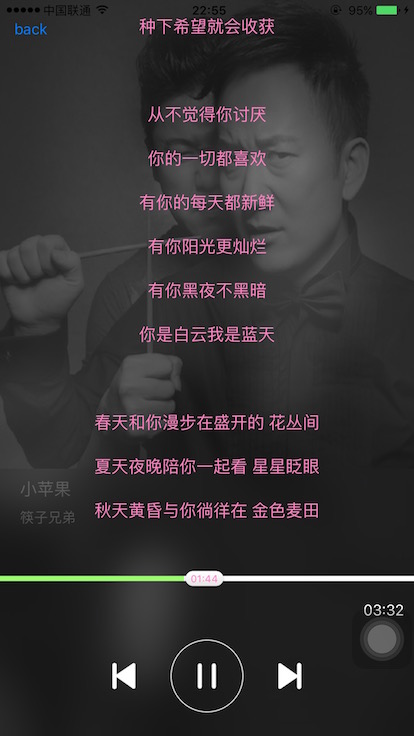 中国联通 22:55 95%
back
种下希望就会收获
从不觉得你讨厌
你的一切都喜欢
有你的每天都新鲜
有你阳光更灿烂
有你黑夜不黑暗
你是白云我是蓝天
春天和你漫步在盛开的 花丛间
夏天夜晚陪你一起看 星星眨眼
小苹果
秋天黄昏与你徜徉在 金色麦田
筷子兄弟
01:44
03:32